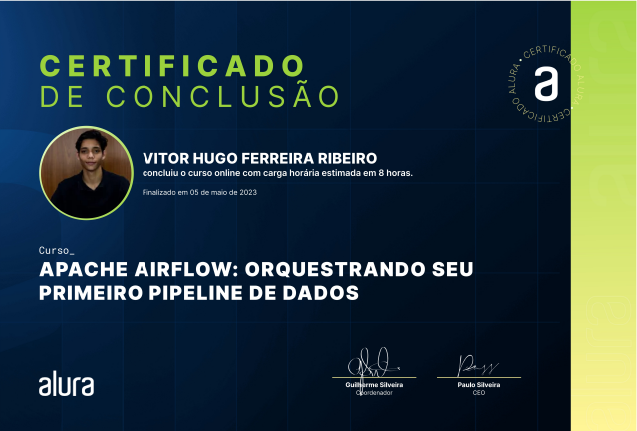 CERTIFICADO
DE CONCLUSÃO
ALURA • CERTIFICADO ALURA • CERTIFICADO
a
VITOR HUGO FERREIRA RIBEIRO
concluiu o curso online com carga horária estimada em 8 horas.
Finalizado em 05 de maio de 2023
Curso_
APACHE AIRFLOW: ORQUESTRANDO SEU
PRIMEIRO PIPELINE DE DADOS
alura
Guilherme Silveira
Coordenador
Paulo Silveira
CEO